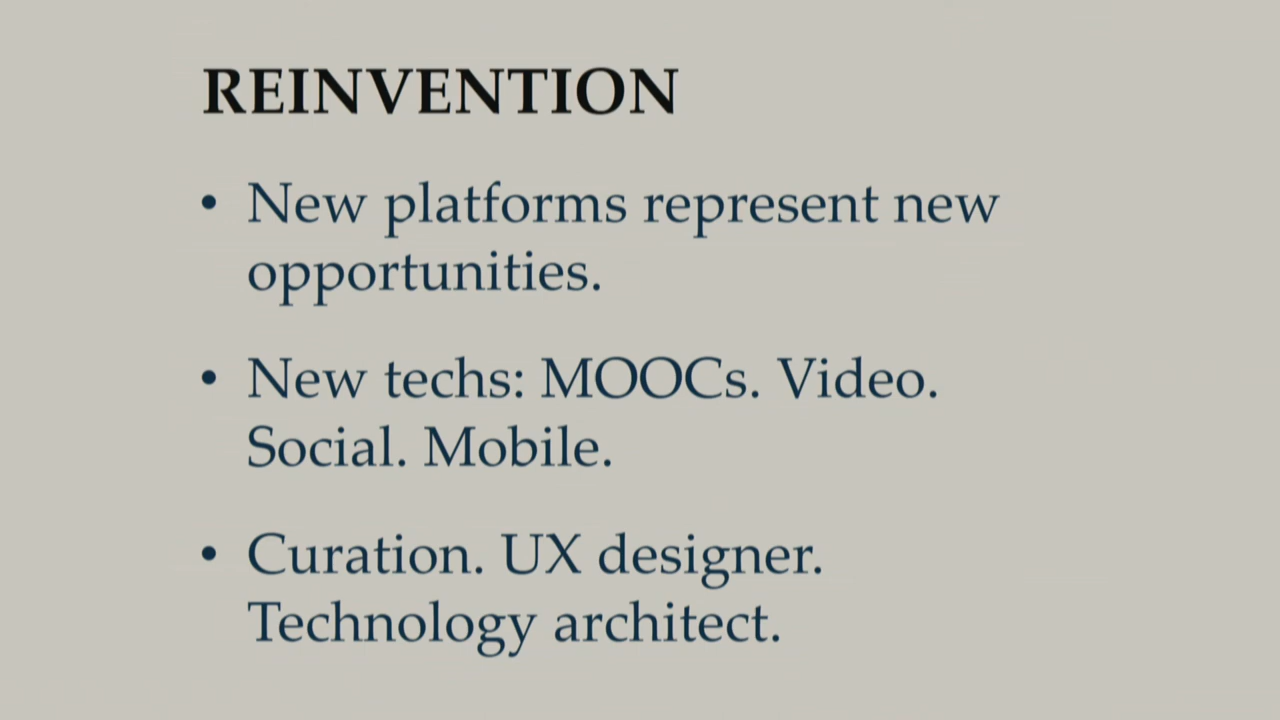 REINVENTION
• New platforms represent new
opportunities.
• New techs: MOOCs. Video.
Social. Mobile.
• Curation. UX designer.
Technology architect.